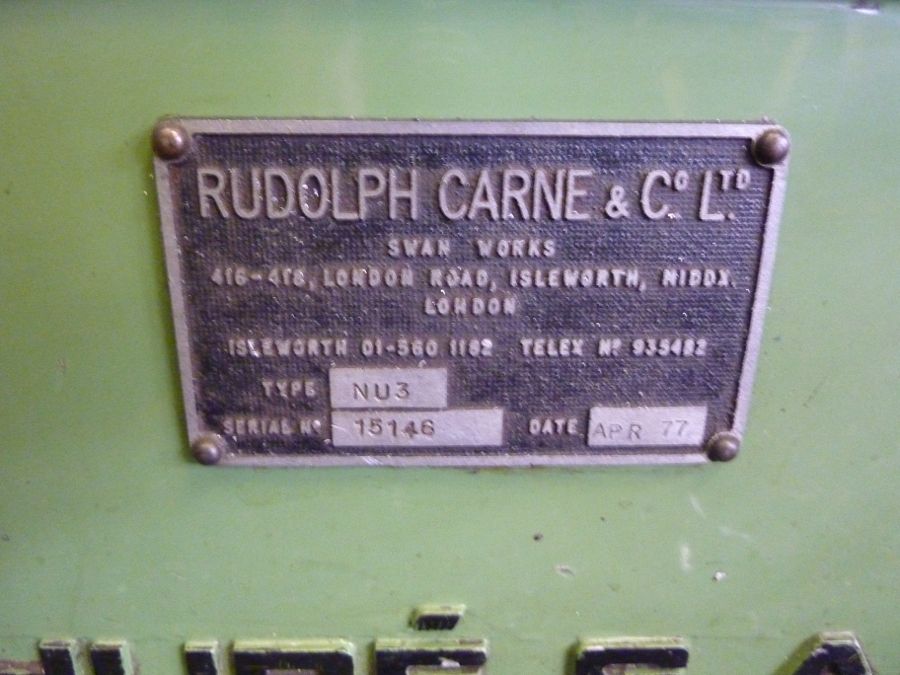 RUDOLPH CARNE & Cº LTD.
SWAN WORKS
416-418, LONDON ROAD, ISLEWORTH, MIDDX.
LONDON
ISLEWORTH 01-560 1182 TELEX Nº 935482
TYPE NU3
SERIAL Nº 15146 DATE APR 77